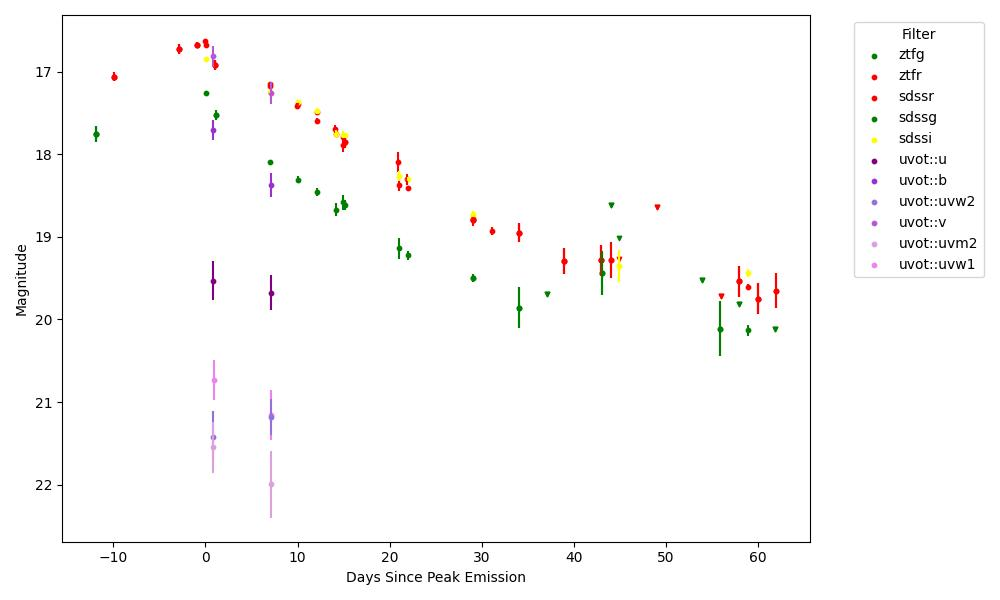 17
18
19
20
21
22
Magnitude
−10
0
10
20
30
40
50
60
Days Since Peak Emission
Filter
ztfg
ztfr
sdssr
sdssg
sdssi
uvot::u
uvot::b
uvot::uvw2
uvot::v
uvot::uvm2
uvot::uvw1